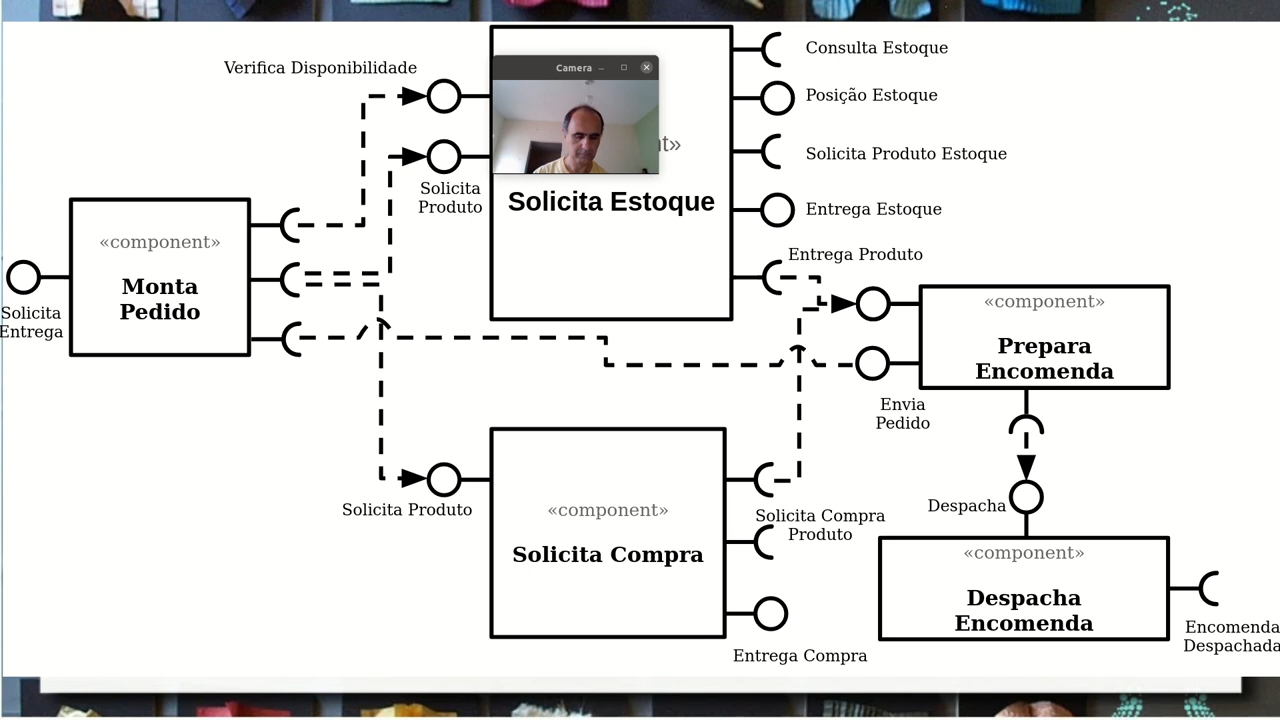 Verifica Disponibilidade
Camera
Consulta Estoque
Posição Estoque
nt»
Solicita Produto Estoque
Solicita
Produto
Solicita Estoque
Entrega Estoque
«component»
Monta
Pedido
Solicita
Entrega
Entrega Produto
«component»
Prepara
Encomenda
Envia
Pedido
Solicita Produto
«component»
Solicita Compra
Solicita Compra
Produto
Entrega Compra
Despacha
«component»
Despacha
Encomenda
Encomenda
Despachada